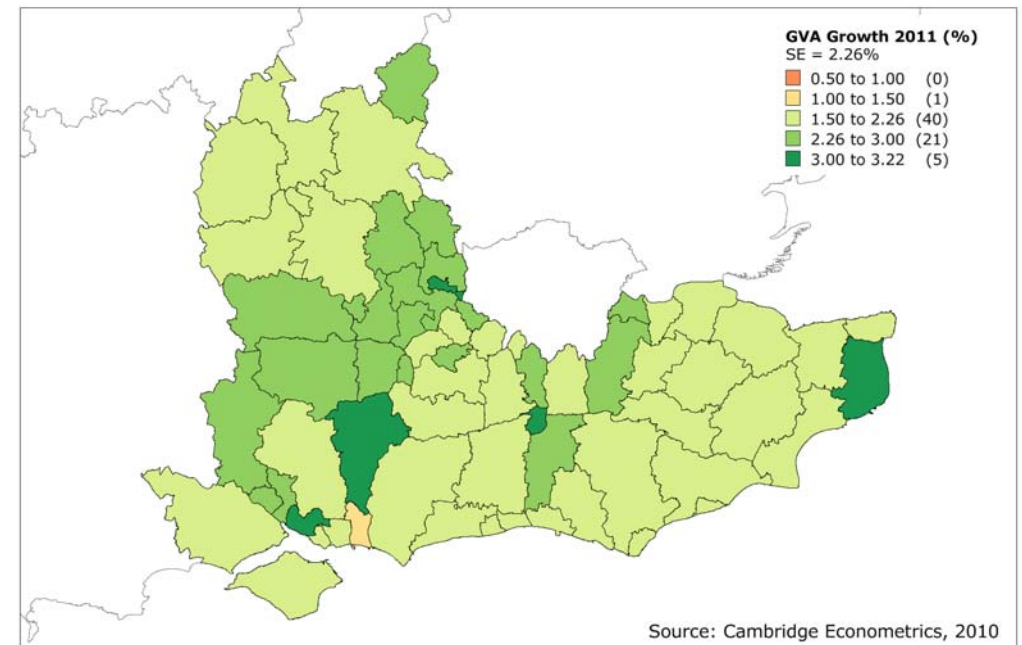 GVA Growth 2011 (%)
SE = 2.26%
0.50 to 1.00 (0)
1.00 to 1.50 (1)
1.50 to 2.26 (40)
2.26 to 3.00 (21)
3.00 to 3.22 (5)
Source: Cambridge Econometrics, 2010